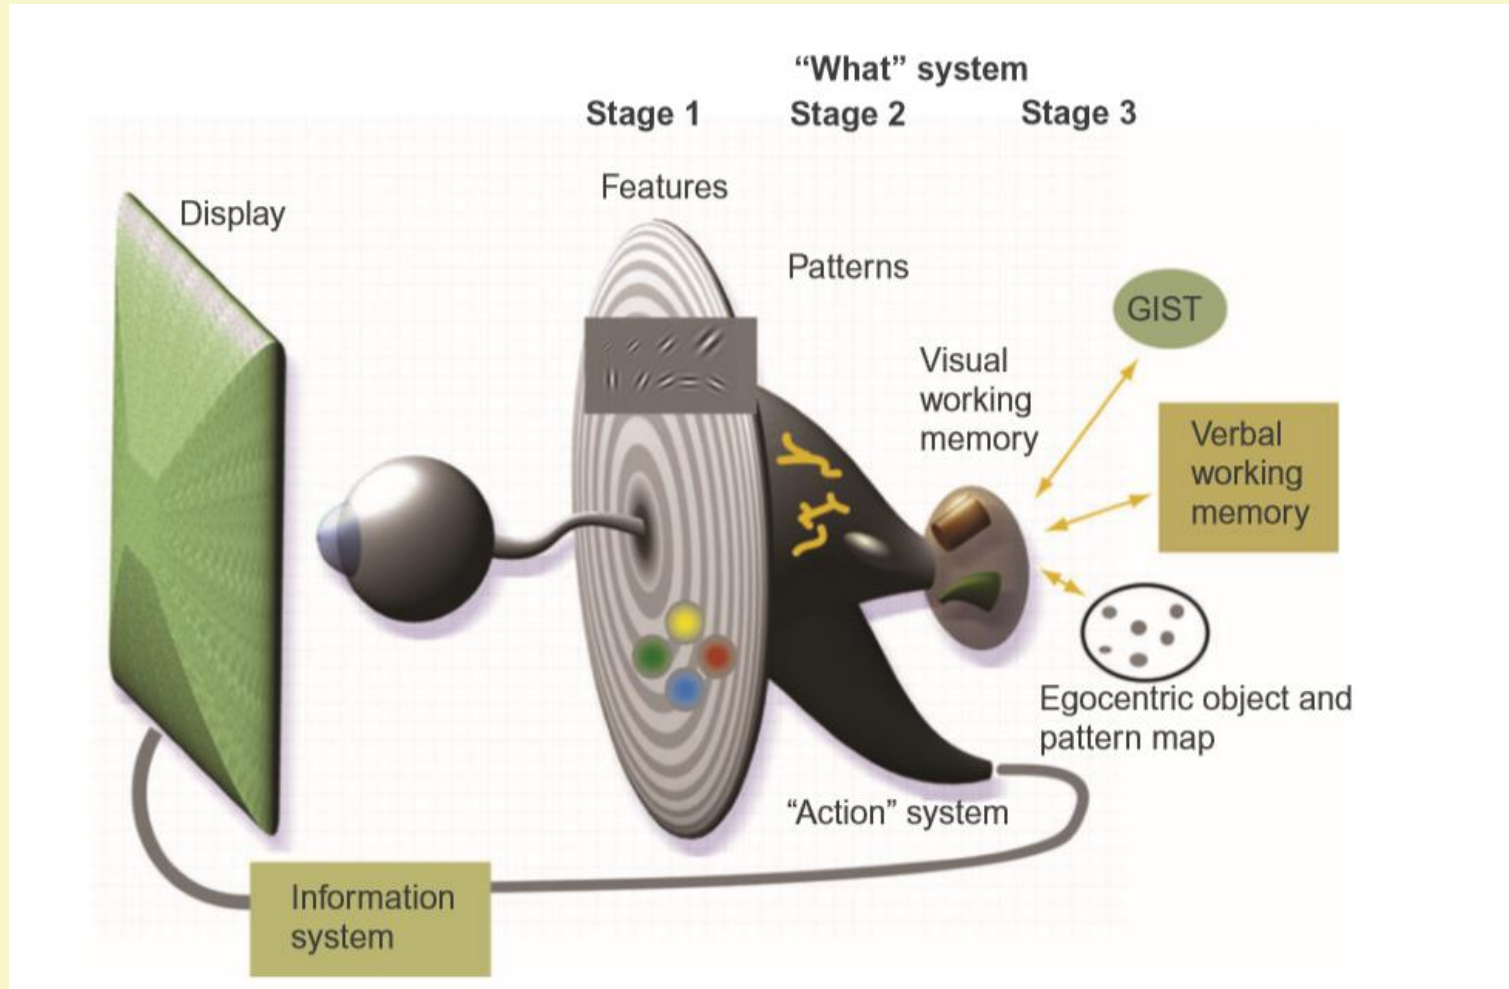 “What” system
Stage 1
Stage 2
Stage 3
Features
Display
Patterns
GIST
Visual
working
memory
Verbal
working
memory
Egocentric object and
pattern map
“Action” system
Information
system